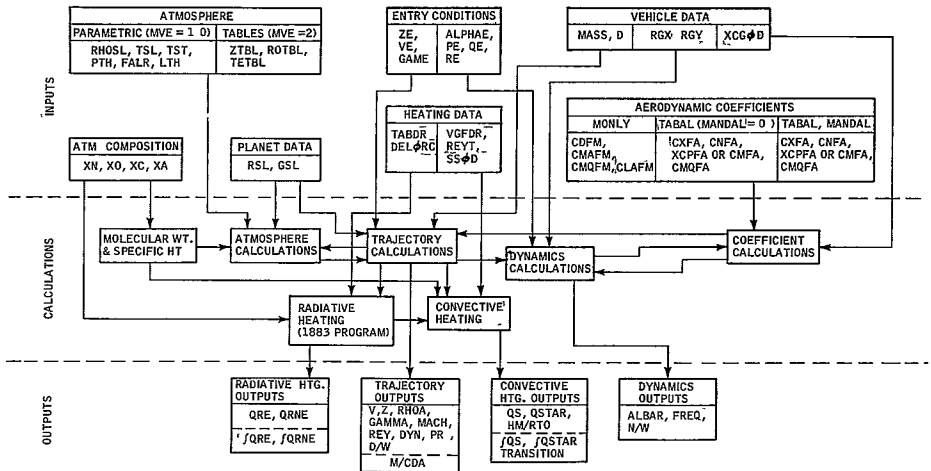 ATMOSPHERE
PARAMETRIC (MVE = 1 0)
TABLES (MVE =2)
RHOSL, TSL, TST,
PTH, FALR, LTH
ZTBL, ROTBL,
TETBL
ENTRY CONDITIONS
ZE,
VE,
GAME
ALPHAE,
PE, QE,
RE
VEHICLE DATA
MASS, D
RGX RGY
XCGϕD
INPUTS
HEATING DATA
TABDR
DELϕRC
VGFDR,
REYT,
SSϕD
AERODYNAMIC COEFFICIENTS
MONLY
TABAL (MANDAL = 0)
TABAL, MANDAL
CDFM,
CMAFM,
CMQFM, CLAFM
CXFA, CNFA,
XCPFA OR CMFA,
CMQFA
CXFA, CNFA,
XCPFA OR CMFA,
CMQFA
ATM COMPOSITION
XN, XO, XC, XA
PLANET DATA
RSL, GSL
CALCULATIONS
MOLECULAR WT.
& SPECIFIC HT
ATMOSPHERE
CALCULATIONS
TRAJECTORY
CALCULATIONS
DYNAMICS
CALCULATIONS
COEFFICIENT
CALCULATIONS
RADIATIVE
HEATING
(1883 PROGRAM)
CONVECTIVE
HEATING
OUTPUTS
RADIATIVE HTG.
OUTPUTS
QRE, QRNE
∫QRE, ∫QRNE
TRAJECTORY
OUTPUTS
V,Z, RHOA,
GAMMA, MACH,
REY, DYN, PR ,
D/W
M/CDA
CONVECTIVE
HTG. OUTPUTS
QS, QSTAR,
HM/RTO
∫QS, ∫QSTAR
TRANSITION
DYNAMICS
OUTPUTS
ALBAR, FREQ,
N/W